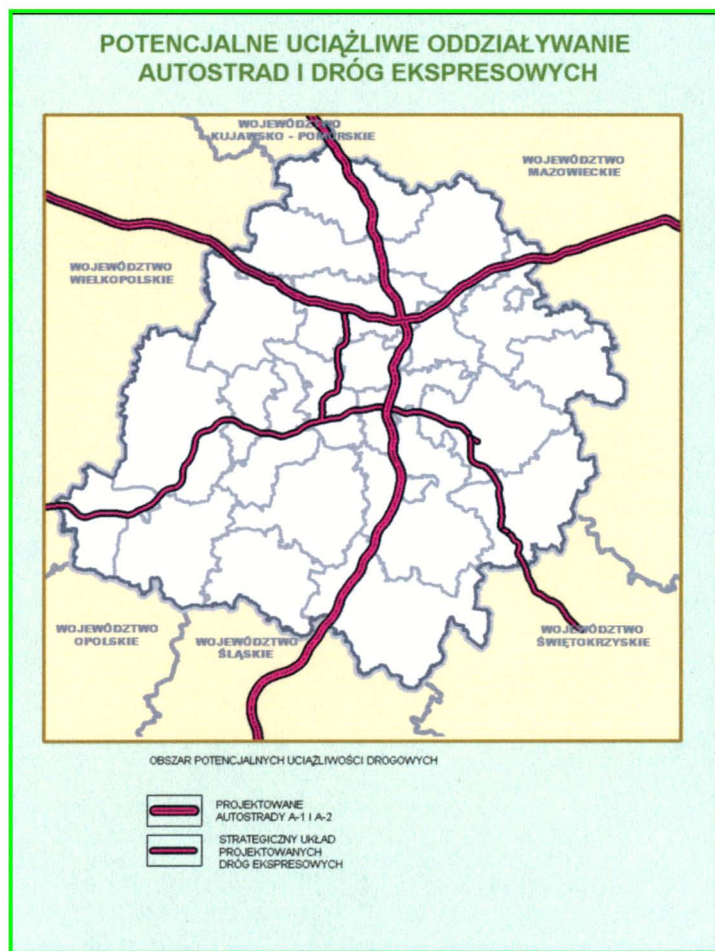 POTENCJALNE UCIĄŻLIWE ODDZIAŁYWANIE
AUTOSTRAD I DRÓG EKSPRESOWYCH
WOJEWÓDZTWO
KUJAWSKO - POMORSKIE
WOJEWÓDZTWO
MAZOWIECKIE
WOJEWÓDZTWO
WIELKOPOLSKIE
WOJEWÓDZTWO
OPOLSKIE
WOJEWÓDZTWO
ŚLĄSKIE
WOJEWÓDZTWO
ŚWIĘTOKRZYSKIE
OBSZAR POTENCJALNYCH UCIĄŻLIWOŚCI DROGOWYCH
PROJEKTOWANE
AUTOSTRADY A-1 I A-2
STRATEGICZNY UKŁAD
PROJEKTOWANYCH
DRÓG EKSPRESOWYCH